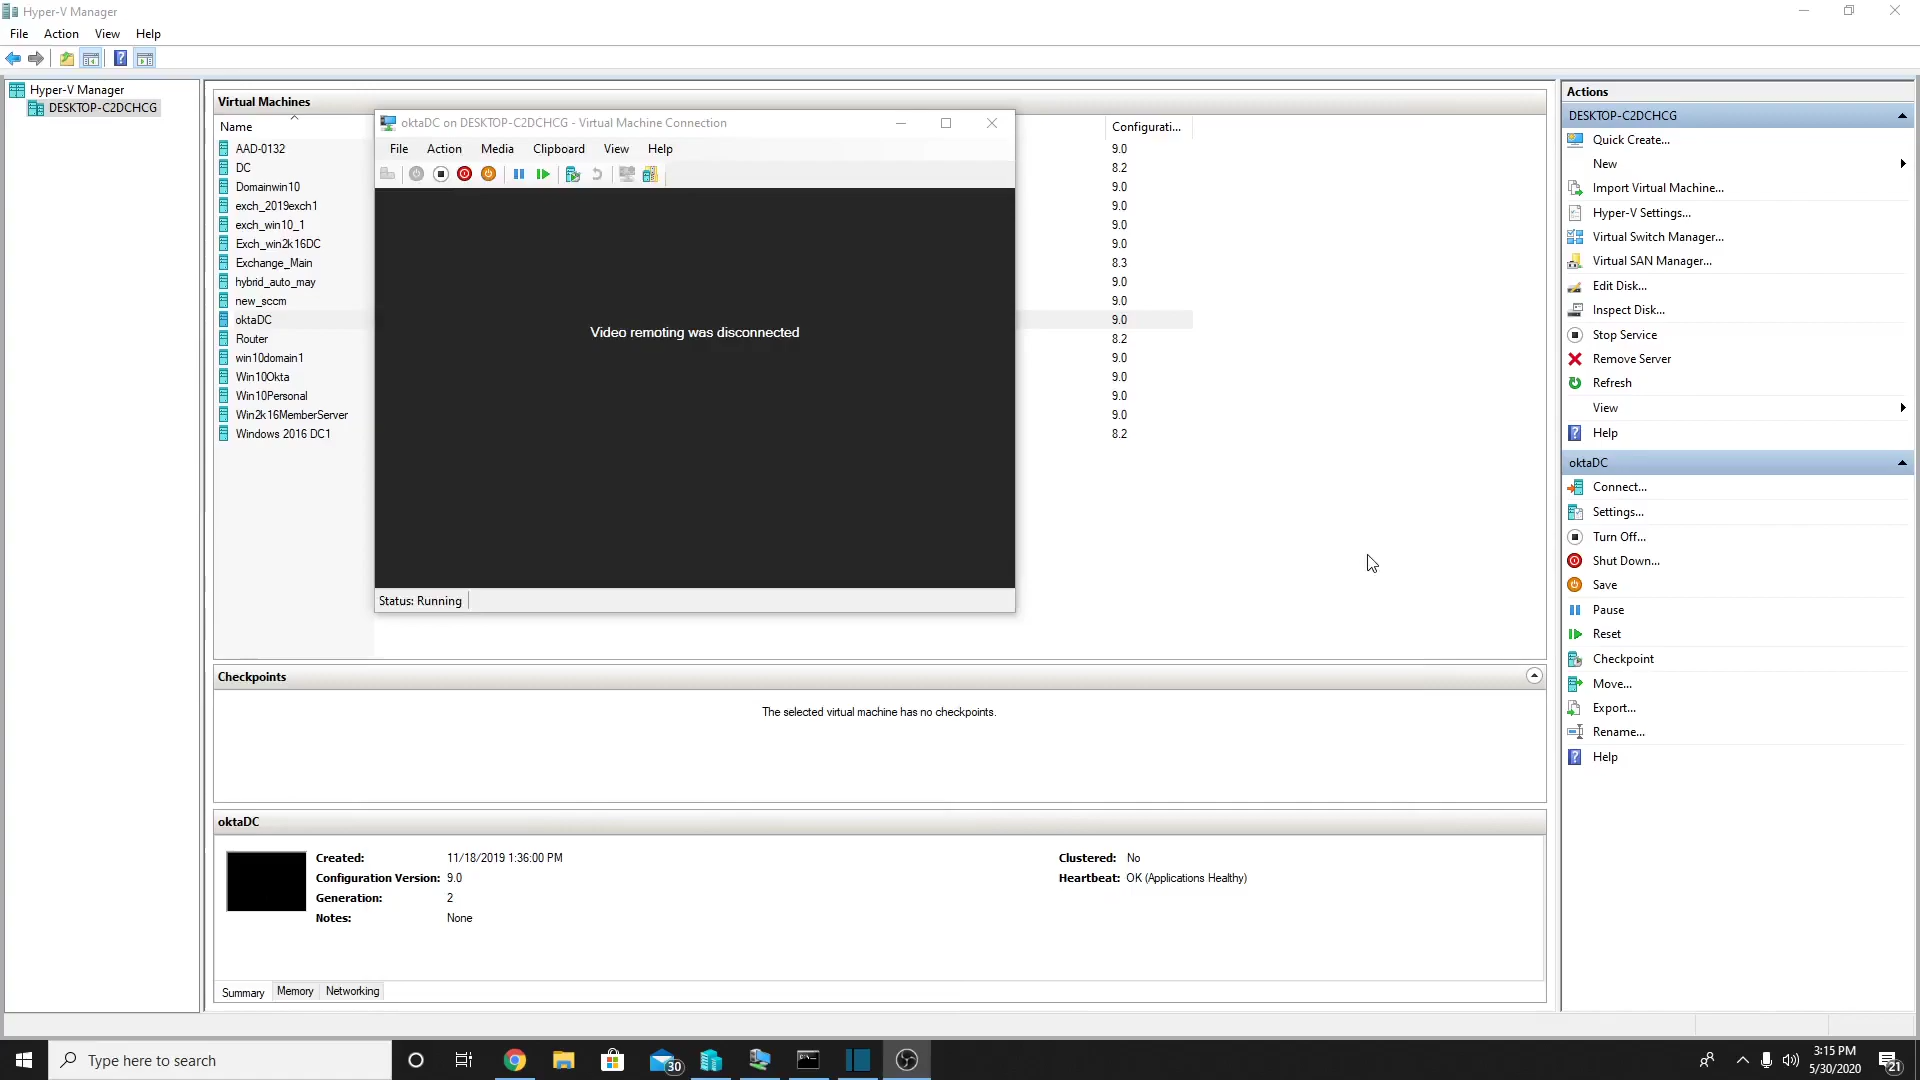 Hyper-V Manager
File Action View Help
Hyper-V Manager
DESKTOP-C2DCHCG
Virtual Machines
Name
Configurati...
AAD-0132 9.0
DC 8.2
Domainwin10 9.0
exch_2019exch1 9.0
exch_win10_1 9.0
Exch_win2k16DC 9.0
Exchange_Main 8.3
hybrid_auto_may 9.0
new_sccm 9.0
oktaDC 9.0
Router 8.2
win10domain1 9.0
Win10Okta 9.0
Win10Personal 9.0
Win2k16MemberServer 9.0
Windows 2016 DC1 8.2
oktaDC on DESKTOP-C2DCHCG - Virtual Machine Connection
File Action Media Clipboard View Help
Video remoting was disconnected
Status: Running
Checkpoints
The selected virtual machine has no checkpoints.
oktaDC
Created: 11/18/2019 1:36:00 PM
Configuration Version: 9.0
Generation: 2
Notes: None
Clustered: No
Heartbeat: OK (Applications Healthy)
Summary Memory Networking
Actions
DESKTOP-C2DCHCG
Quick Create...
New
Import Virtual Machine...
Hyper-V Settings...
Virtual Switch Manager...
Virtual SAN Manager...
Edit Disk...
Inspect Disk...
Stop Service
Remove Server
Refresh
View
Help
oktaDC
Connect...
Settings...
Turn Off...
Shut Down...
Save
Pause
Reset
Checkpoint
Move...
Export...
Rename...
Help
Type here to search
30
3:15 PM
5/30/2020
21